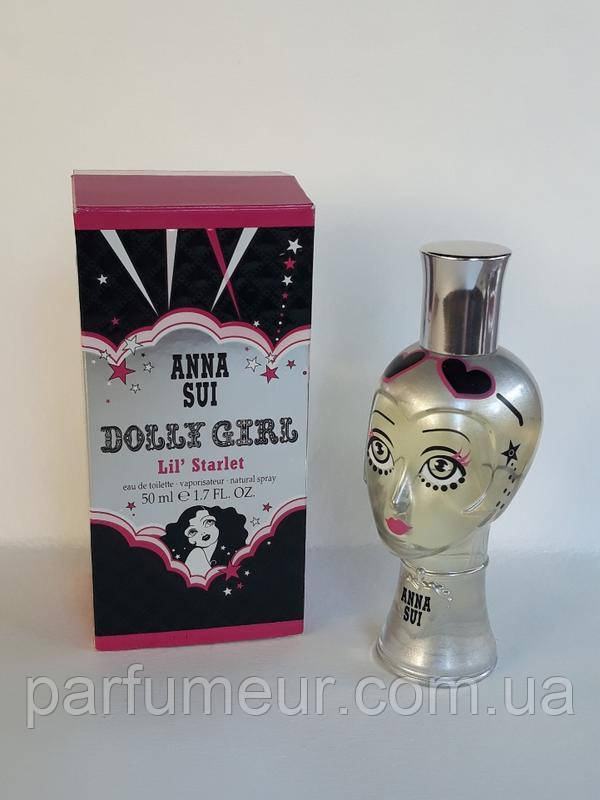 ANNA
SUI
DOLLY GIRL
Lil' Starlet
eau de toilette · vaporisateur · natural spray
50 ml e 1.7 FL. OZ.
ANNA
SUI
parfumeur.com.ua